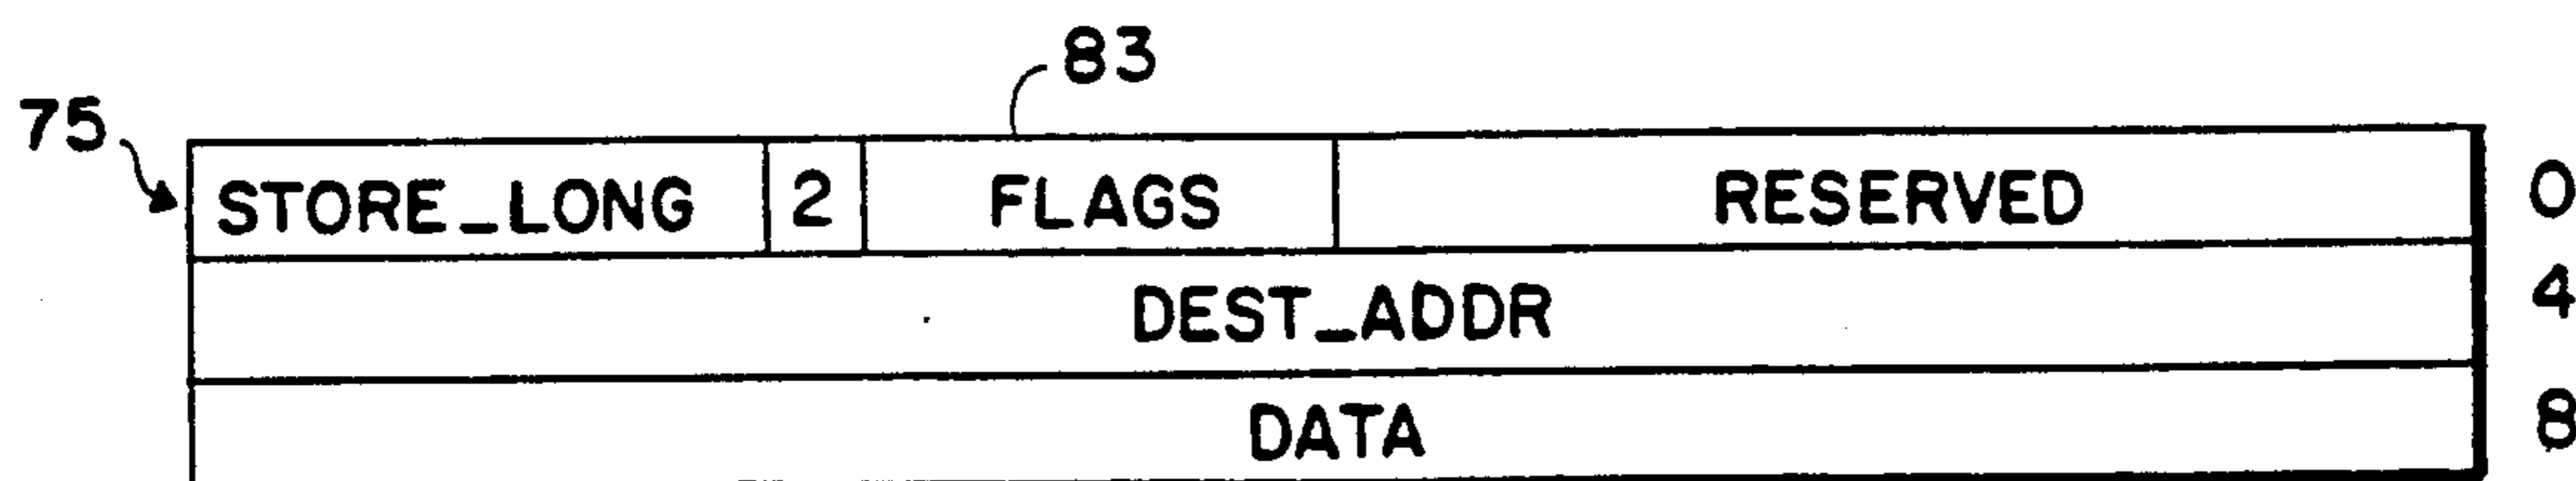 83
75
STORE_LONG 2 FLAGS RESERVED 0
DEST_ADDR 4
DATA 8